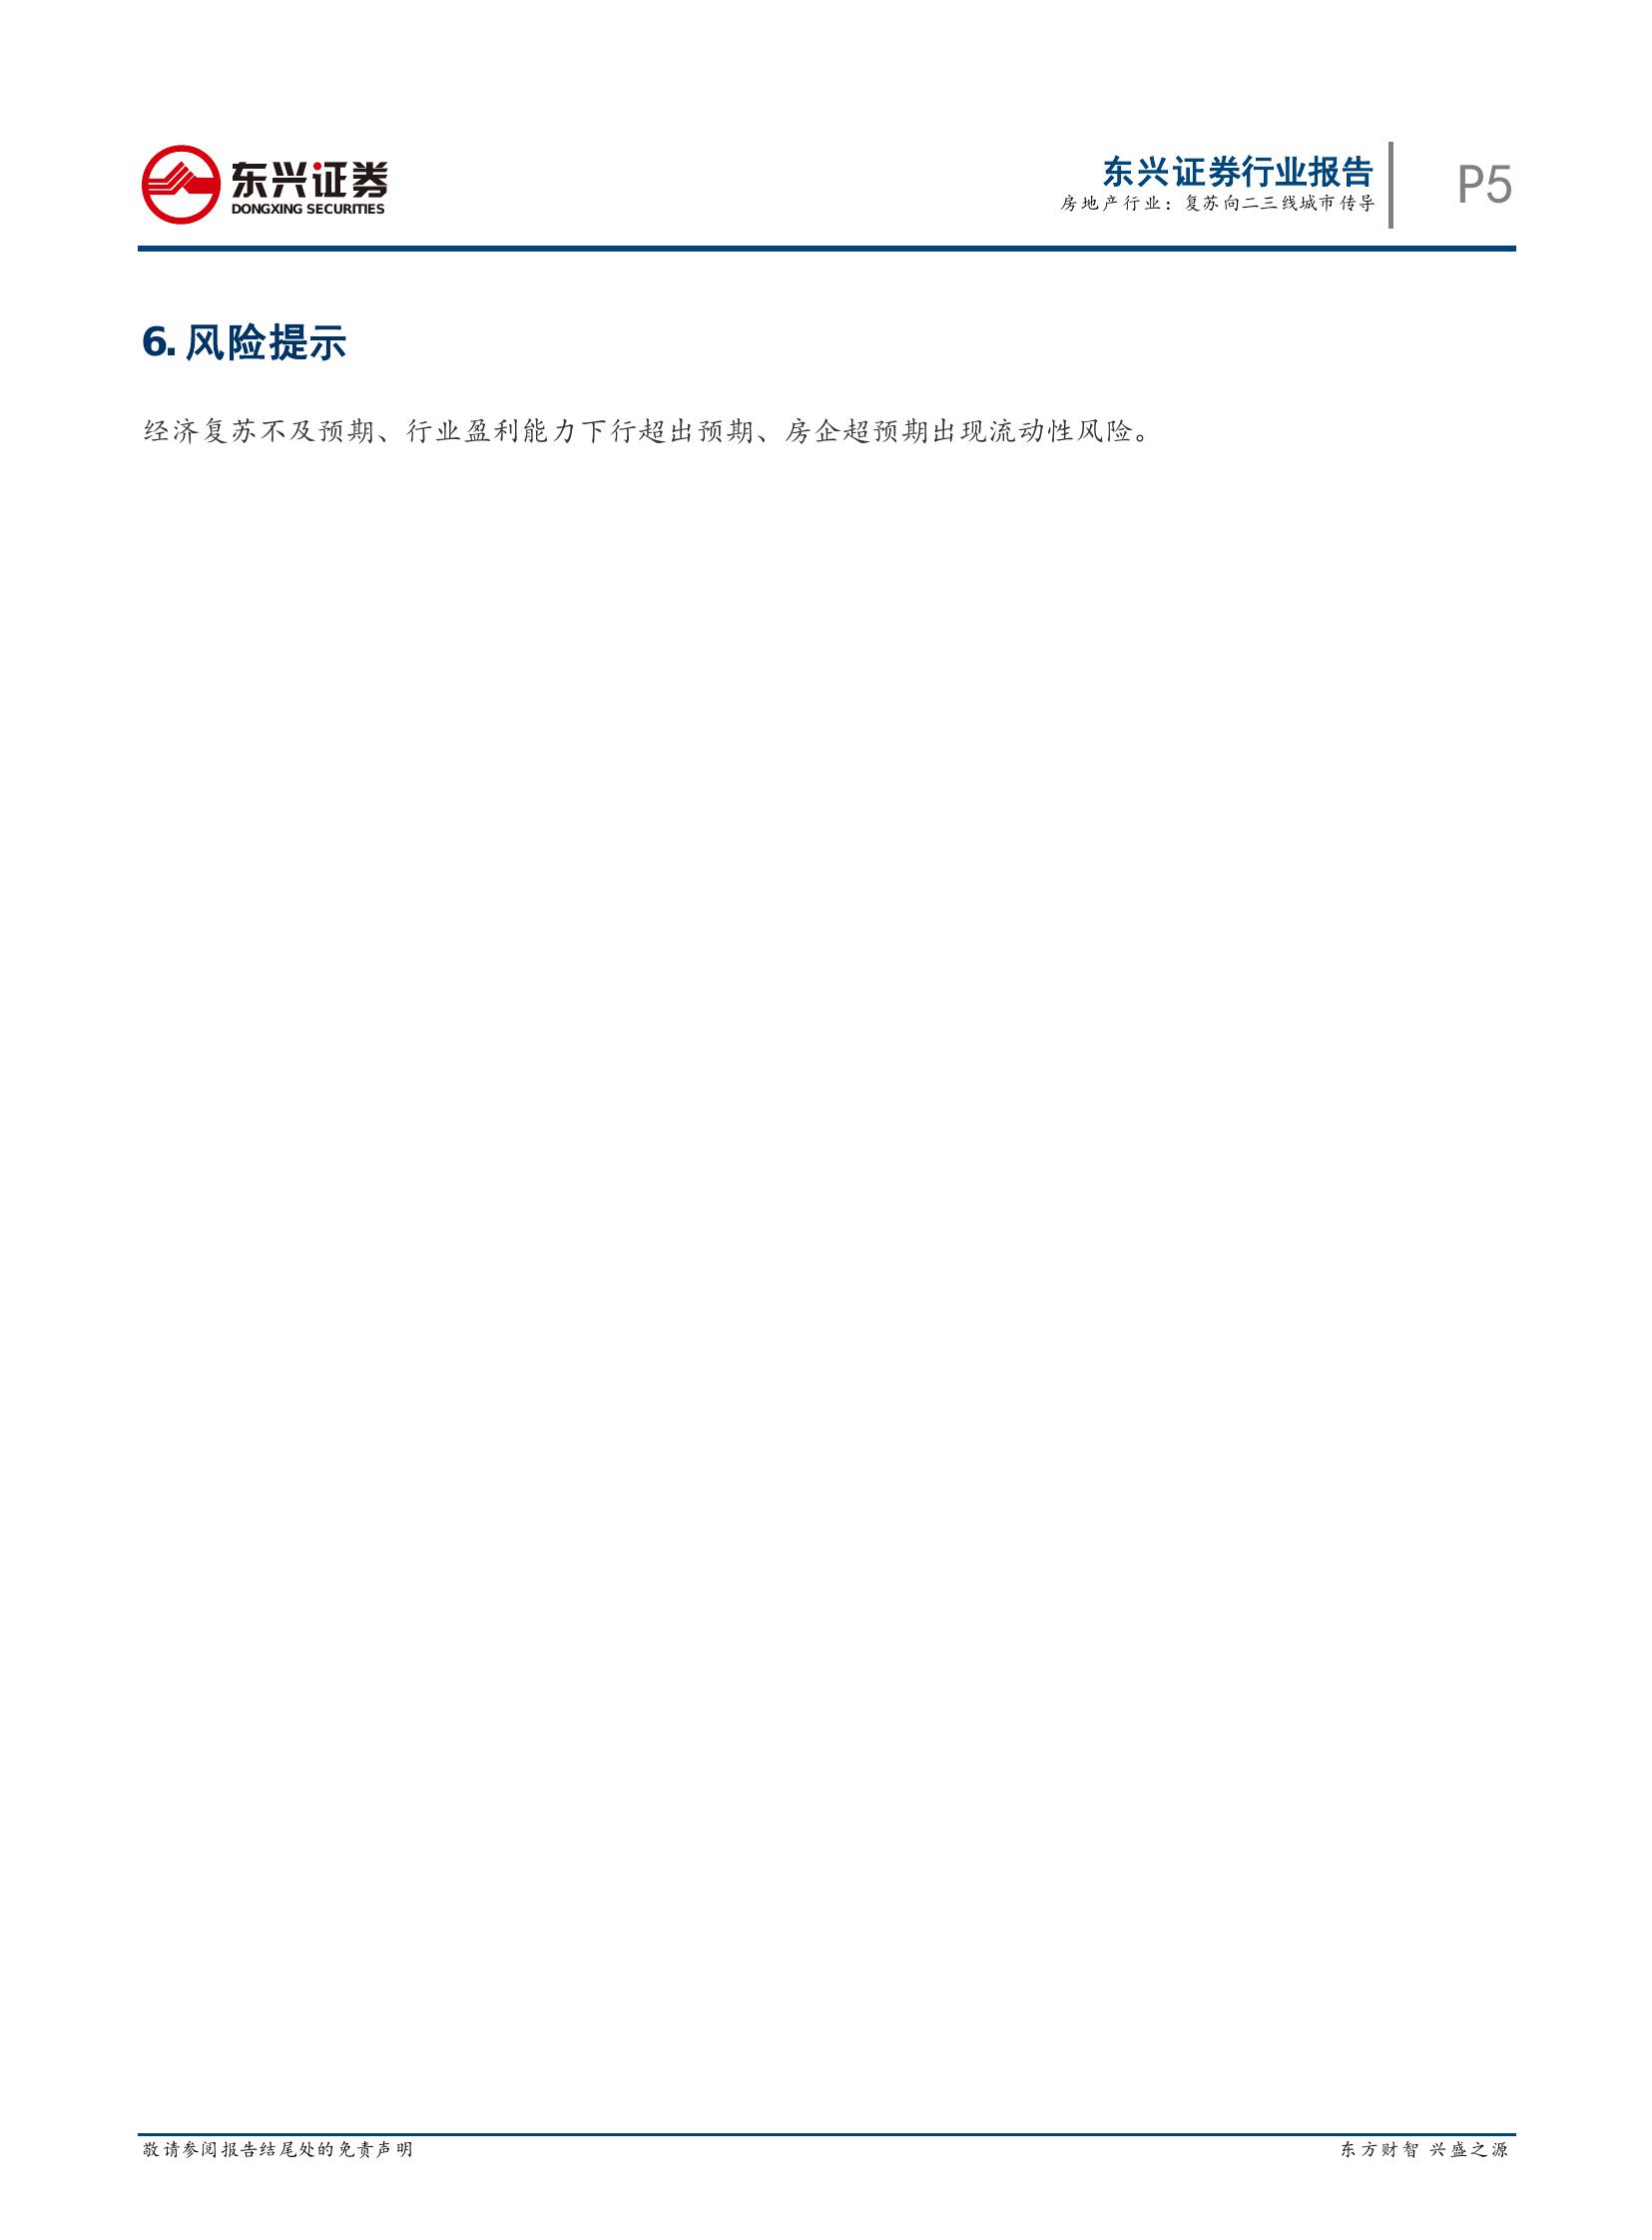 东兴证券
DONGXING SECURITIES
东兴证券行业报告
房地产行业：复苏向二三线城市传导
P5
6. 风险提示
经济复苏不及预期、行业盈利能力下行超出预期、房企超预期出现流动性风险。
敬请参阅报告结尾处的免责声明
东方财智 兴盛之源